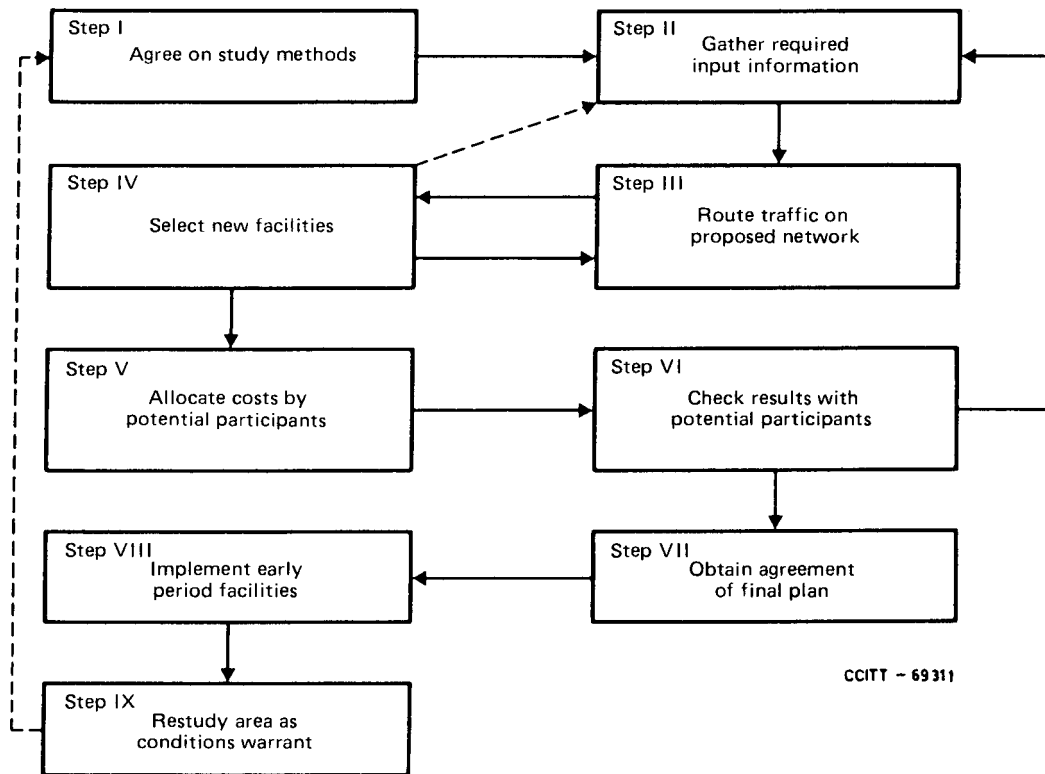 Step I
Agree on study methods
Step II
Gather required
input information
Step IV
Select new facilities
Step III
Route traffic on
proposed network
Step V
Allocate costs by
potential participants
Step VI
Check results with
potential participants
Step VIII
Implement early
period facilities
Step VII
Obtain agreement
of final plan
CCITT - 69311
Step IX
Restudy area as
conditions warrant